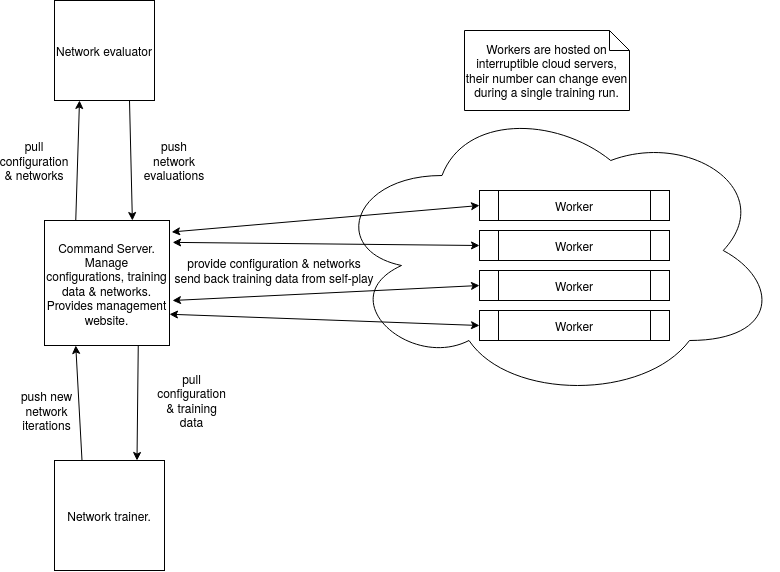 Network evaluator
Workers are hosted on
interruptible cloud servers,
their number can change even
during a single training run.
pull
configuration
& networks
push
network
evaluations
Worker
Worker
Worker
Worker
Command Server.
Manage
configurations, training
data & networks.
Provides management
website.
provide configuration & networks
send back training data from self-play
push new
network
iterations
pull
configuration
& training
data
Network trainer.